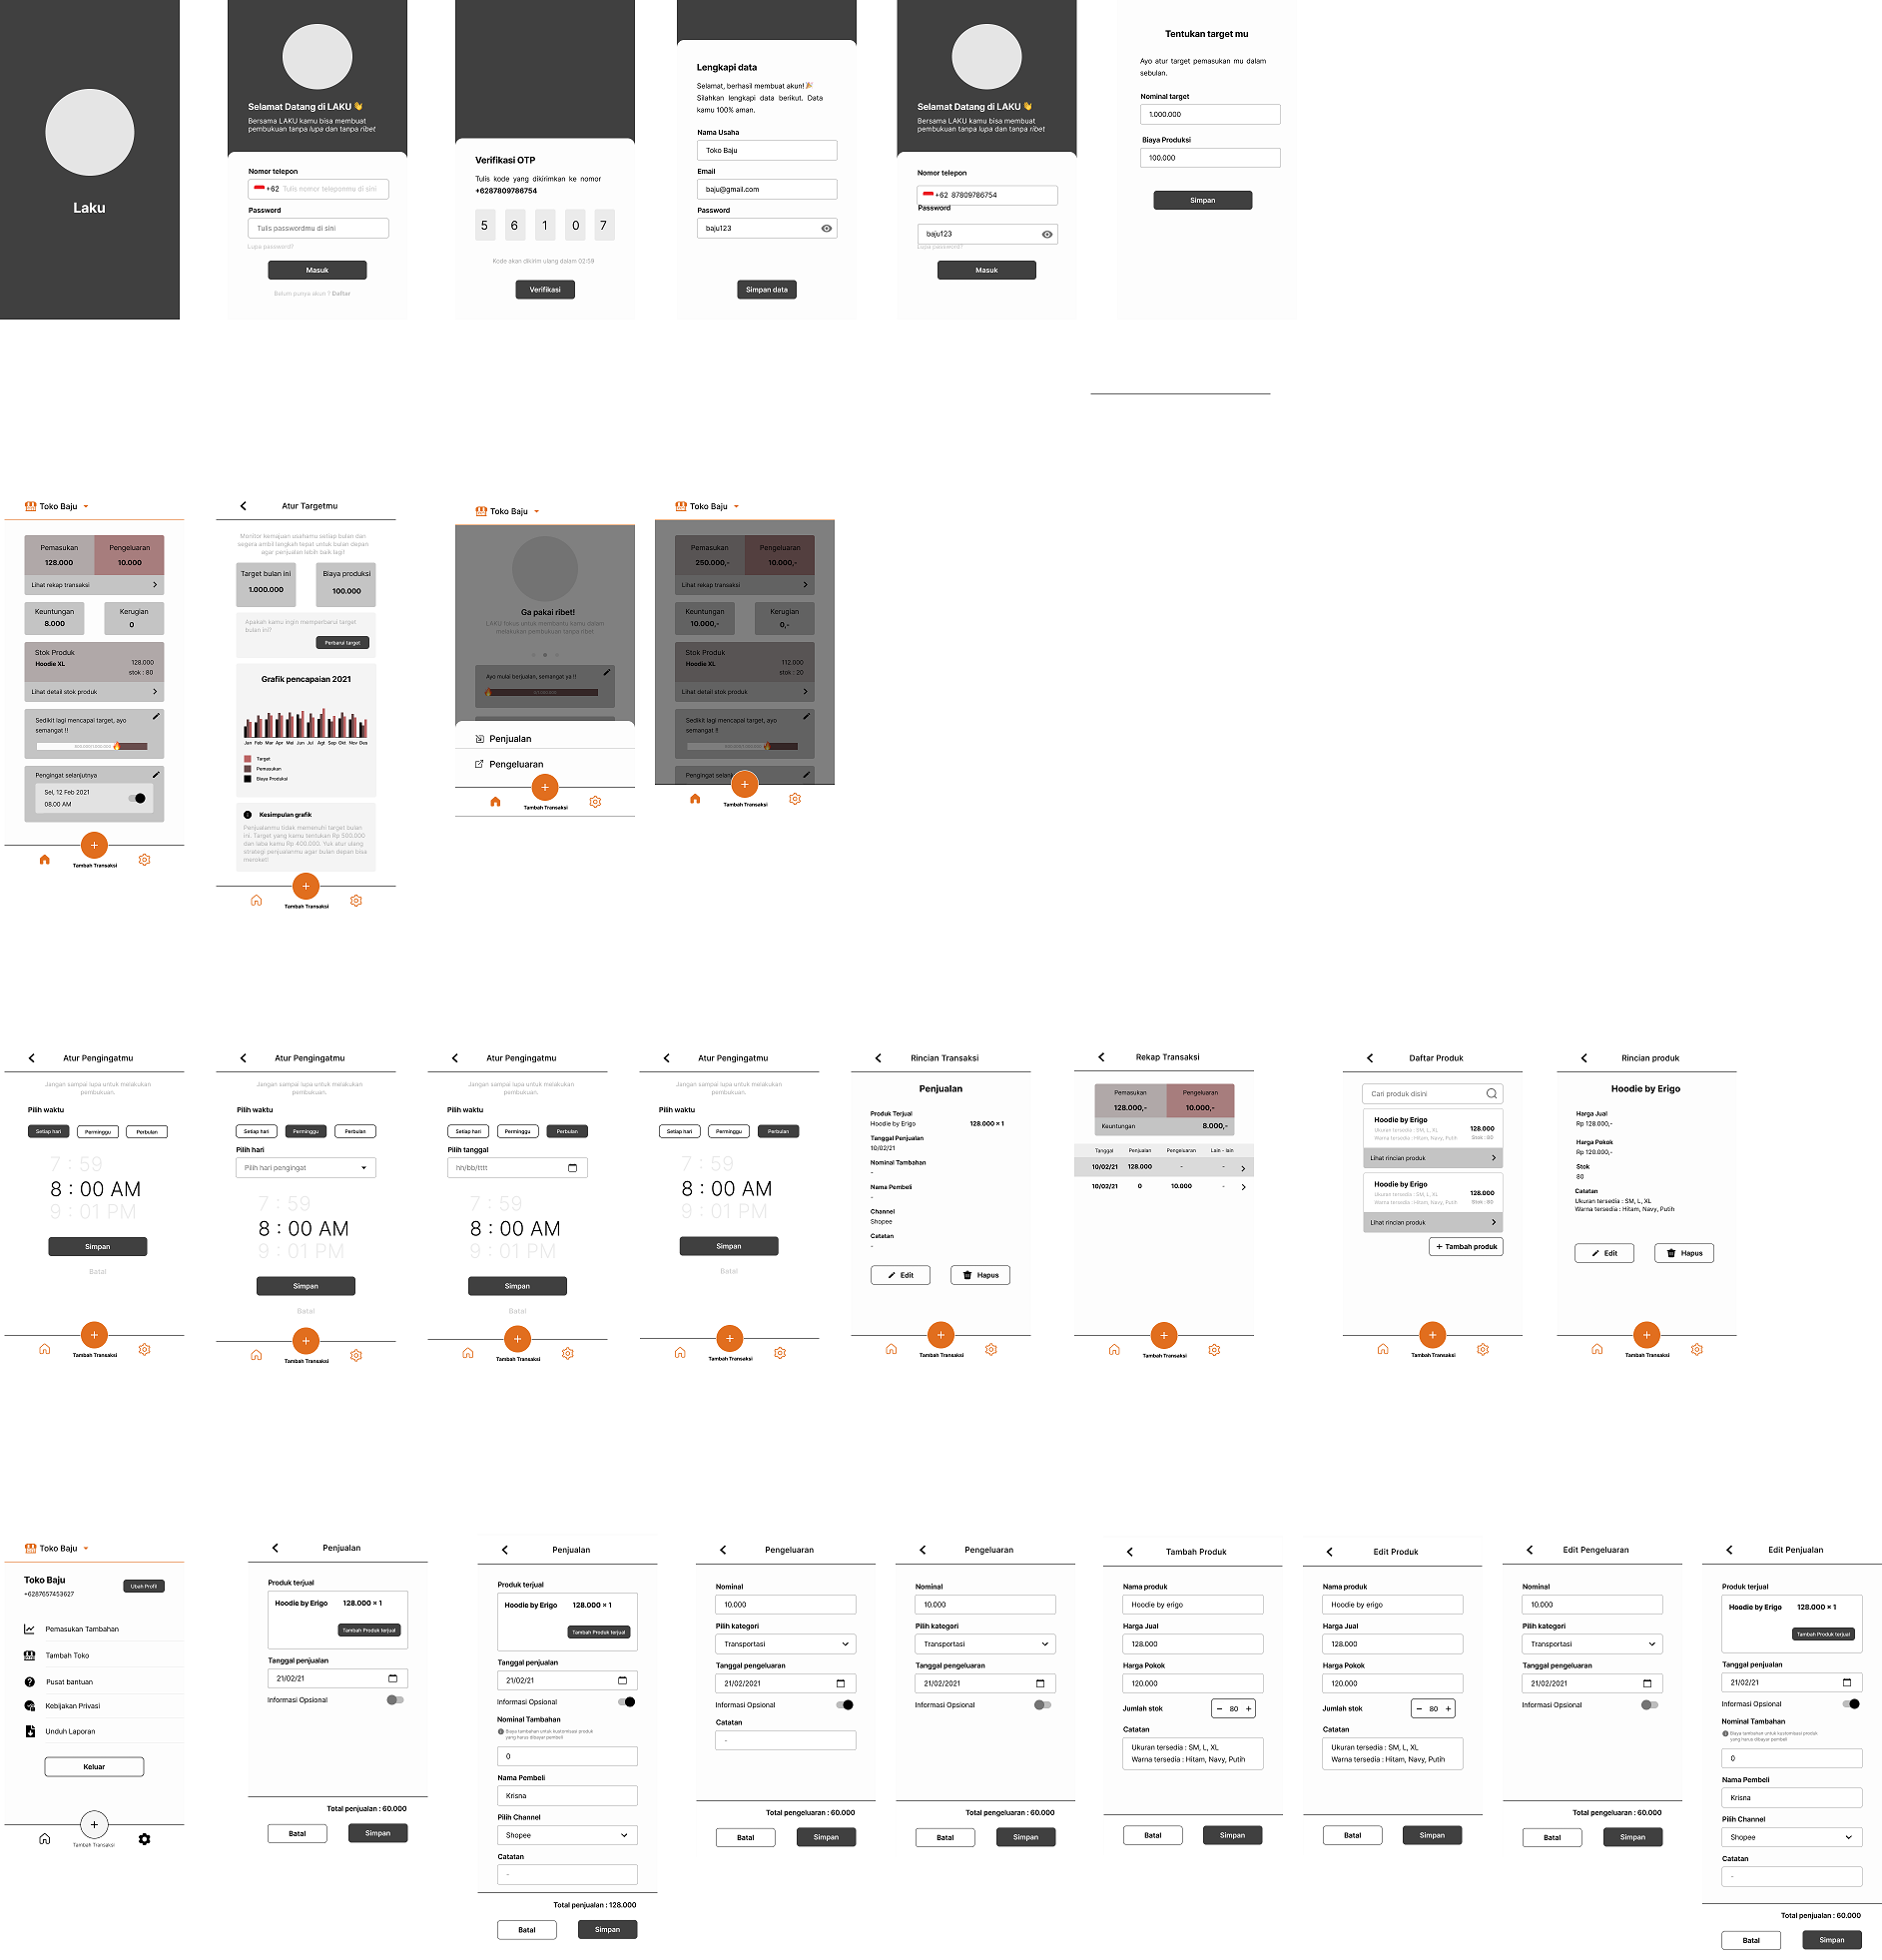 Laku
Selamat Datang di LAKU 👋
Bersama LAKU kamu bisa membuat
pembukuan tanpa lupa dan tanpa ribet
Nomor telepon
+62 Tulis nomor teleponmu di sini
Password
Tulis passwordmu di sini
Lupa password?
Masuk
Belum punya akun ? Daftar
Verifikasi OTP
Tulis kode yang dikirimkan ke nomor
+6287809786754
5 6 1 0 7
Kode akan dikirim ulang dalam 02/59
Verifikasi
Lengkapi data
Selamat, berhasil membuat akun!🎉
Silahkan lengkapi data berikut. Data
kamu 100% aman.
Nama Usaha
Toko Baju
Email
baju@gmail.com
Password
baju123
Simpan data
Selamat Datang di LAKU 👋
Bersama LAKU kamu bisa membuat
pembukuan tanpa lupa dan tanpa ribet
Nomor telepon
+62 87809786754
Password
baju123
Lupa password?
Masuk
Tentukan target mu
Ayo atur target pemasukan mu dalam
sebulan.
Nominal target
1.000.000
Biaya Produksi
100.000
Simpan
Toko Baju
Pemasukan Pengeluaran
128.000 10.000
Lihat rekap transaksi
Keuntungan Kerugian
8.000 0
Stok Produk
Hoodie XL 128.000
stok : 80
Lihat detail stok produk
Sedikit lagi mencapai target, ayo
semangat !!
Pengingat selanjutnya
Sel, 12 Feb 2021
08.00 AM
Tambah Transaksi
Atur Targetmu
Monitor kemajuan usahamu setiap bulan dan
segera ambil langkah tepat untuk bulan depan
agar penjualan lebih baik lagi!
Target bulan ini Biaya produksi
1.000.000 100.000
Apakah kamu ingin memperbarui target
bulan ini?
Perbarui target
Grafik pencapaian 2021
Jan Feb Mar Apr Mei Jun Jul Agt Sep Okt Nov Des
Target
Pemasukan
Biaya Produksi
Kesimpulan grafik
Penjualanmu tidak memenuhi target bulan
ini. Target yang kamu tentukan Rp 500.000
dan laba kamu Rp 400.000. Yuk atur ulang
strategi penjualanmu agar bulan depan bisa
meroket!
Tambah Transaksi
Toko Baju
Ga pakai ribet!
LAKU fokus untuk membantu kamu dalam
melakukan pembukuan tanpa ribet
Ayo mulai berjualan, semangat ya !!
Penjualan
Pengeluaran
Tambah Transaksi
Toko Baju
Pemasukan Pengeluaran
250.000,- 10.000,-
Lihat rekap transaksi
Keuntungan Kerugian
10.000,- 0,-
Stok Produk
Hoodie XL 112.000
stok : 20
Lihat detail stok produk
Sedikit lagi mencapai target, ayo
semangat !!
Pengingat selanj
Tambah Transaksi
Atur Pengingatmu
Jangan sampai lupa untuk melakukan
pembukuan.
Pilih waktu
Setiap hari Perminggu Perbulan
7 : 59
8 : 00 AM
9 : 01 PM
Simpan
Batal
Tambah Transaksi
Atur Pengingatmu
Jangan sampai lupa untuk melakukan
pembukuan.
Pilih waktu
Setiap hari Perminggu Perbulan
Pilih hari
Pilih hari pengingat
7 : 59
8 : 00 AM
9 : 01 PM
Simpan
Batal
Tambah Transaksi
Atur Pengingatmu
Jangan sampai lupa untuk melakukan
pembukuan.
Pilih waktu
Setiap hari Perminggu Perbulan
Pilih tanggal
hh/bb/tttt
7 : 59
8 : 00 AM
9 : 01 PM
Simpan
Batal
Tambah Transaksi
Atur Pengingatmu
Jangan sampai lupa untuk melakukan
pembukuan.
Pilih waktu
Setiap hari Perminggu Perbulan
7 : 59
8 : 00 AM
9 : 01 PM
Simpan
Batal
Tambah Transaksi
Rincian Transaksi
Penjualan
Produk Terjual
Hoodie by Erigo 128.000 × 1
Tanggal Penjualan
10/02/21
Nominal Tambahan
-
Nama Pembeli
-
Channel
Shopee
Catatan
-
Edit Hapus
Tambah Transaksi
Rekap Transaksi
Pemasukan Pengeluaran
128.000,- 10.000,-
Keuntungan 8.000,-
Tanggal Penjualan Pengeluaran Lain - lain
10/02/21 128.000 - -
10/02/21 0 10.000 -
Tambah Transaksi
Daftar Produk
Cari produk disini
Hoodie by Erigo
Ukuran tersedia : SM, L, XL 128.000
Warna tersedia : Hitam, Navy, Putih Stok : 80
Lihat rincian produk
Hoodie by Erigo
Ukuran tersedia : SM, L, XL 128.000
Warna tersedia : Hitam, Navy, Putih Stok : 80
Lihat rincian produk
+ Tambah produk
Tambah Transaksi
Rincian produk
Hoodie by Erigo
Harga Jual
Rp 128.000,-
Harga Pokok
Rp 120.000,-
Stok
80
Catatan
Ukuran tersedia : SM, L, XL
Warna tersedia : Hitam, Navy, Putih
Edit Hapus
Tambah Transaksi
Toko Baju
Toko Baju
+6287657453627
Ubah Profil
Pemasukan Tambahan
Tambah Toko
Pusat bantuan
Kebijakan Privasi
Unduh Laporan
Keluar
Tambah Transaksi
Penjualan
Produk terjual
Hoodie by Erigo 128.000 × 1
Tambah Produk terjual
Tanggal penjualan
21/02/21
Informasi Opsional
Total penjualan : 60.000
Batal Simpan
Penjualan
Produk terjual
Hoodie by Erigo 128.000 × 1
Tambah Produk terjual
Tanggal penjualan
21/02/21
Informasi Opsional
Nominal Tambahan
Biaya tambahan untuk kustomisasi produk
yang harus dibayar pembeli
0
Nama Pembeli
Krisna
Pilih Channel
Shopee
Catatan
-
Total penjualan : 128.000
Batal Simpan
Pengeluaran
Nominal
10.000
Pilih kategori
Transportasi
Tanggal pengeluaran
21/02/2021
Informasi Opsional
Catatan
-
Total pengeluaran : 60.000
Batal Simpan
Pengeluaran
Nominal
10.000
Pilih kategori
Transportasi
Tanggal pengeluaran
21/02/2021
Informasi Opsional
Total pengeluaran : 60.000
Batal Simpan
Tambah Produk
Nama produk
Hoodie by erigo
Harga Jual
128.000
Harga Pokok
120.000
Jumlah stok − 80 +
Catatan
Ukuran tersedia : SM, L, XL
Warna tersedia : Hitam, Navy, Putih
Batal Simpan
Edit Produk
Nama produk
Hoodie by erigo
Harga Jual
128.000
Harga Pokok
120.000
Jumlah stok − 80 +
Catatan
Ukuran tersedia : SM, L, XL
Warna tersedia : Hitam, Navy, Putih
Batal Simpan
Edit Pengeluaran
Nominal
10.000
Pilih kategori
Transportasi
Tanggal pengeluaran
21/02/2021
Informasi Opsional
Total pengeluaran : 60.000
Batal Simpan
Edit Penjualan
Produk terjual
Hoodie by Erigo 128.000 × 1
Tambah Produk terjual
Tanggal penjualan
21/02/21
Informasi Opsional
Nominal Tambahan
Biaya tambahan untuk kustomisasi produk
yang harus dibayar pembeli
0
Nama Pembeli
Krisna
Pilih Channel
Shopee
Catatan
-
Total penjualan : 60.000
Batal Simpan